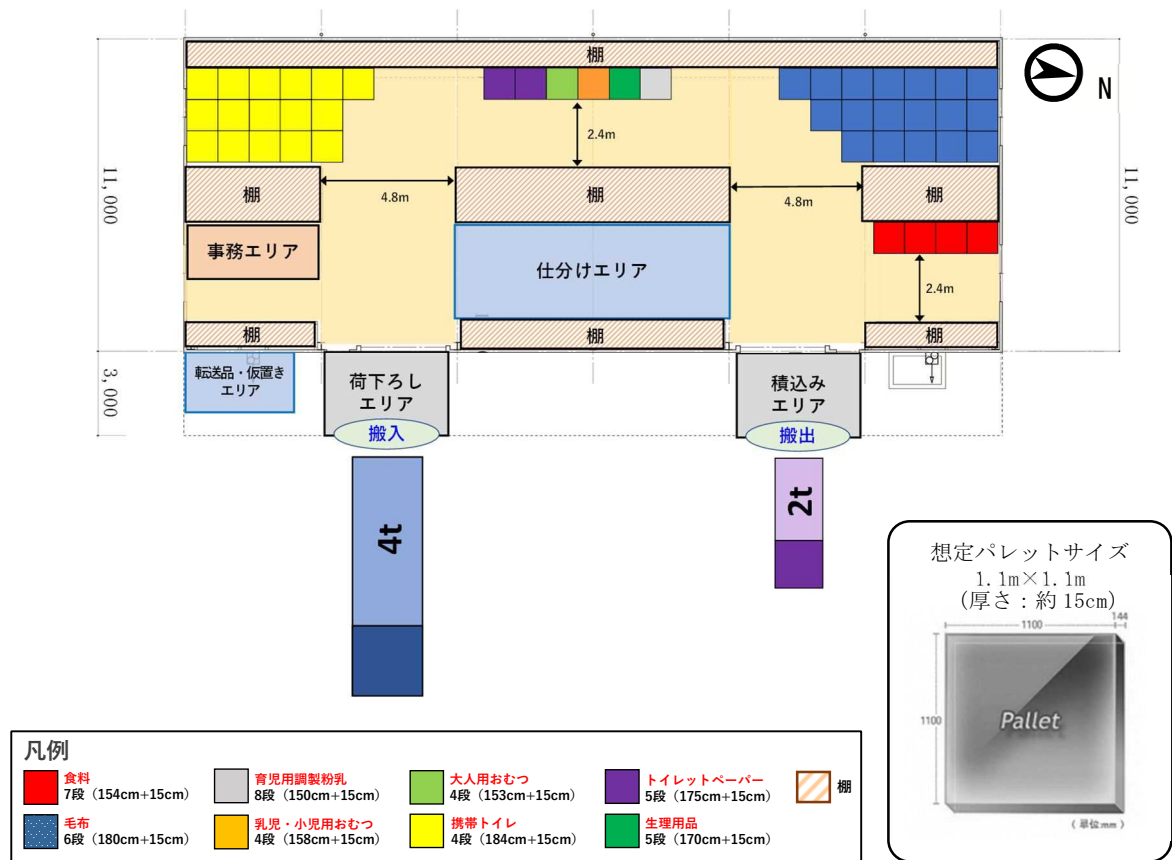 棚
N
2.4m
11,000
11,000
棚
4.8m
棚
4.8m
棚
事務エリア
仕分けエリア
2.4m
棚
棚
棚
3,000
転送品・仮置き
エリア
荷下ろし
エリア
積込み
エリア
搬入
搬出
4t
2t
想定パレットサイズ
1.1m×1.1m
(厚さ：約15cm)
1100
144
1100
Pallet
(単位:mm)
凡例
食料
7段（154cm+15cm）
育児用調製粉乳
8段（150cm+15cm）
大人用おむつ
4段（153cm+15cm）
トイレットペーパー
5段（175cm+15cm）
棚
毛布
6段（180cm+15cm）
乳児・小児用おむつ
4段（158cm+15cm）
携帯トイレ
4段（184cm+15cm）
生理用品
5段（170cm+15cm）